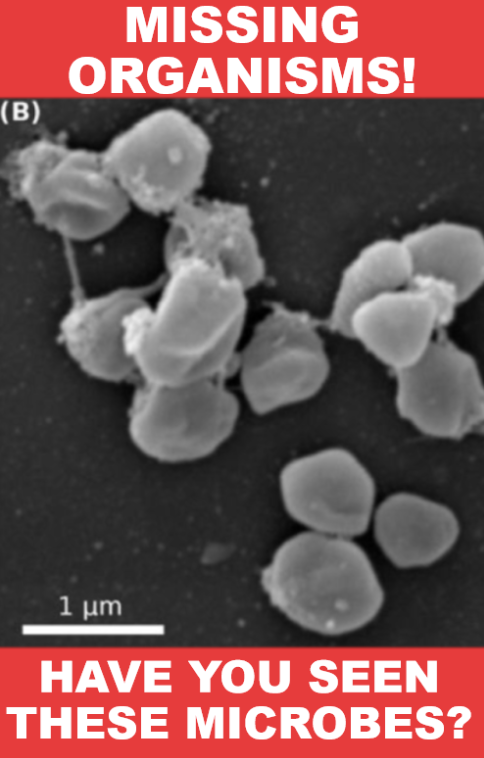 MISSING
ORGANISMS!
(B)
1 μm
HAVE YOU SEEN
THESE MICROBES?